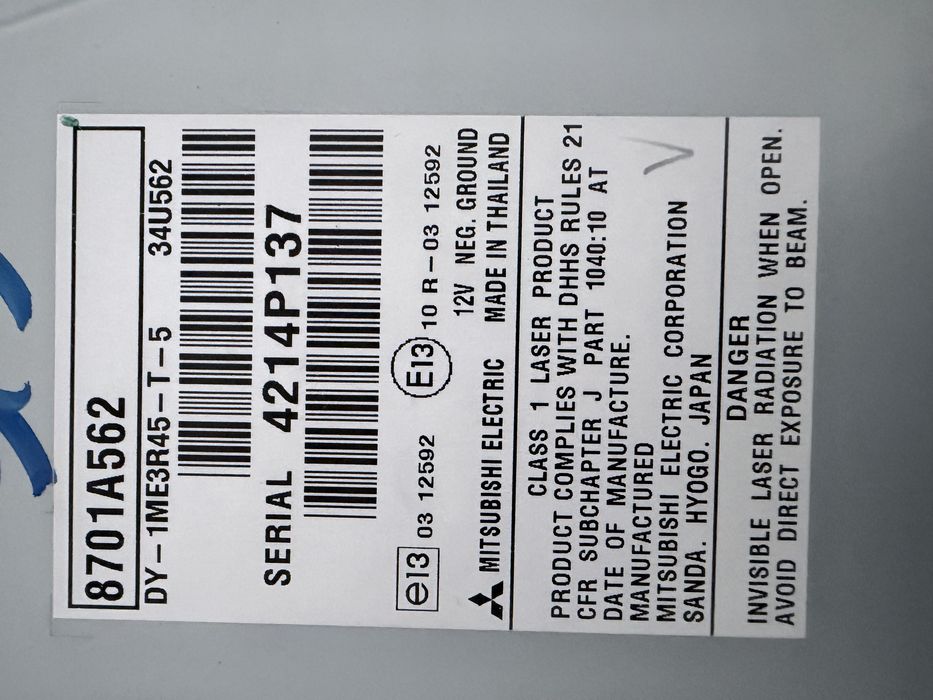 8701A562
DY-1ME3R45-T-5 34U562
SERIAL 4214P137
e13 03 12592 E13 10 R-03 12592
12V NEG. GROUND
MITSUBISHI ELECTRIC MADE IN THAILAND
CLASS 1 LASER PRODUCT
PRODUCT COMPLIES WITH DHHS RULES 21
CFR SUBCHAPTER J PART 1040:10 AT
DATE OF MANUFACTURE.
MANUFACTURED
MITSUBISHI ELECTRIC CORPORATION
SANDA. HYOGO. JAPAN
DANGER
INVISIBLE LASER RADIATION WHEN OPEN.
AVOID DIRECT EXPOSURE TO BEAM.